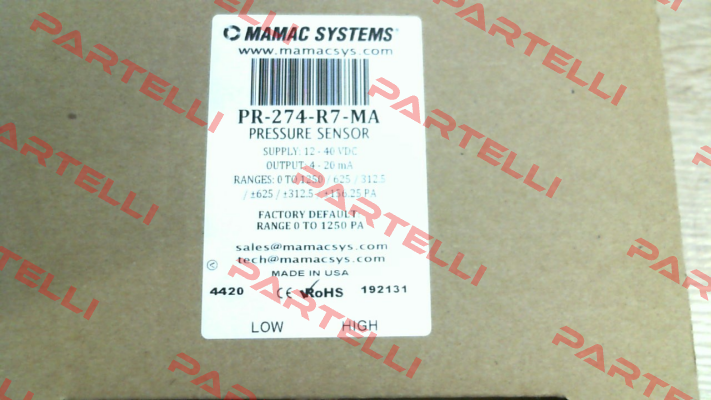 MAMAC SYSTEMS®
www.mamacsys.com
PR-274-R7-MA
PRESSURE SENSOR
SUPPLY: 12 - 40 VDC
OUTPUT: 4 - 20 mA
RANGES: 0 TO 1250 / 625 / 312.5
/ ±625 / ±312.5 / ±156.25 PA
FACTORY DEFAULT
RANGE 0 TO 1250 PA
sales@mamacsys.com
tech@mamacsys.com
MADE IN USA
4420 CE RoHS 192131
LOW HIGH
PARTELLI
PARTELLI
PARTELLI
PARTELLI
PARTELLI
PARTELLI
PARTELLI
PARTELLI